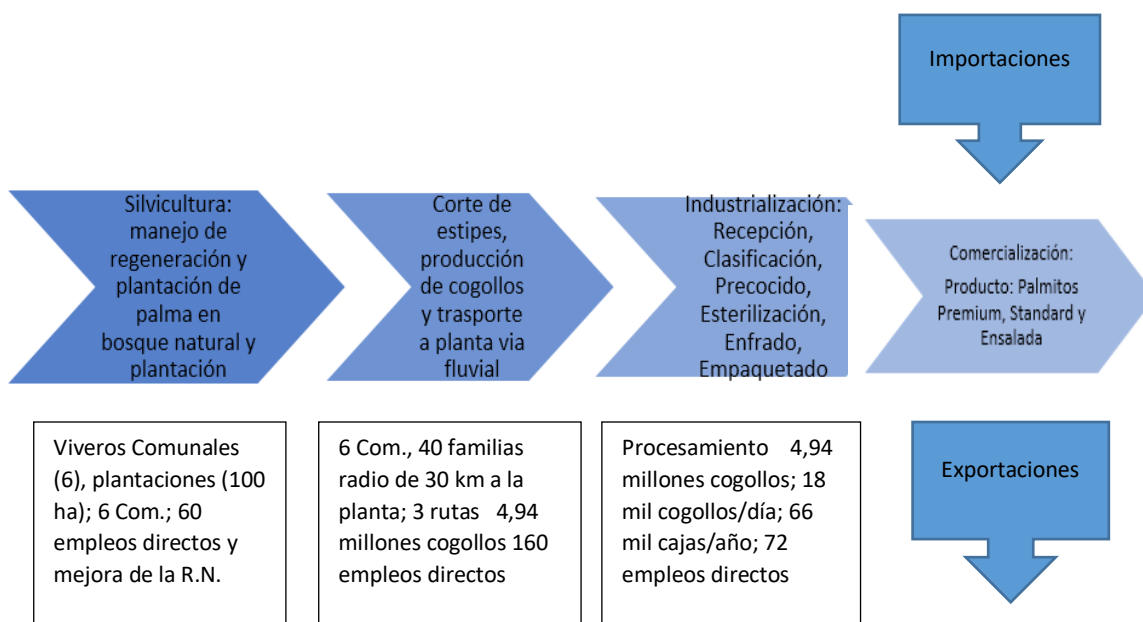 Importaciones
Silvicultura:
manejo de
regeneración y
plantación de
palma en
bosque natural y
plantación
Corte de
estipes,
producción
de cogollos
y trasporte
a planta via
fluvial
Industrialización:
Recepción,
Clasificación,
Precocido,
Esterilización,
Enfrado,
Empaquetado
Comercialización:
Producto: Palmitos
Premium, Standard y
Ensalada
Viveros Comunales
(6), plantaciones (100
ha); 6 Com.; 60
empleos directos y
mejora de la R.N.
6 Com., 40 familias
radio de 30 km a la
planta; 3 rutas 4,94
millones cogollos 160
empleos directos
Procesamiento 4,94
millones cogollos; 18
mil cogollos/día; 66
mil cajas/año; 72
empleos directos
Exportaciones